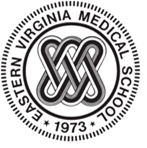 EASTERN VIRGINIA MEDICAL SCHOOL
* 1973 *